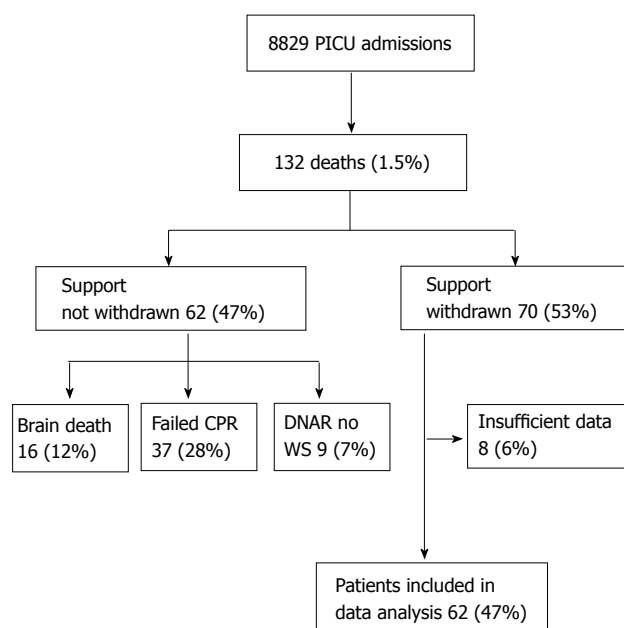 8829 PICU admissions
132 deaths (1.5%)
Support
not withdrawn 62 (47%)
Support
withdrawn 70 (53%)
Brain death
16 (12%)
Failed CPR
37 (28%)
DNAR no
WS 9 (7%)
Insufficient data
8 (6%)
Patients included in
data analysis 62 (47%)